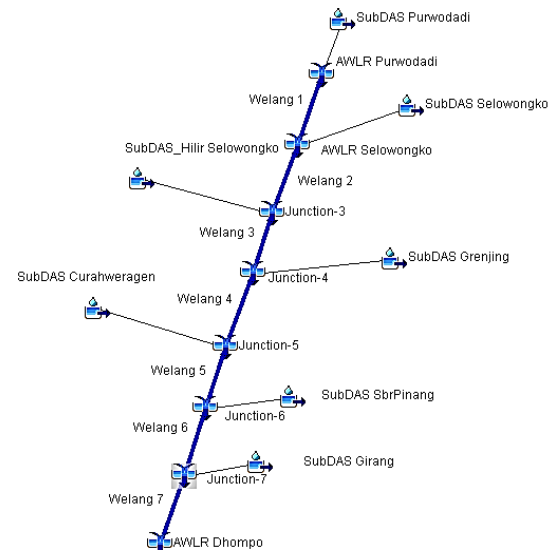 SubDAS Purwodadi
AWLR Purwodadi
Welang 1
SubDAS Selowongko
SubDAS_Hilir Selowongko
AWLR Selowongko
Welang 2
Junction-3
Welang 3
SubDAS Grenjing
Junction-4
SubDAS Curahweragen
Welang 4
Junction-5
Welang 5
SubDAS SbrPinang
Junction-6
Welang 6
SubDAS Girang
Junction-7
Welang 7
AWLR Dhompo